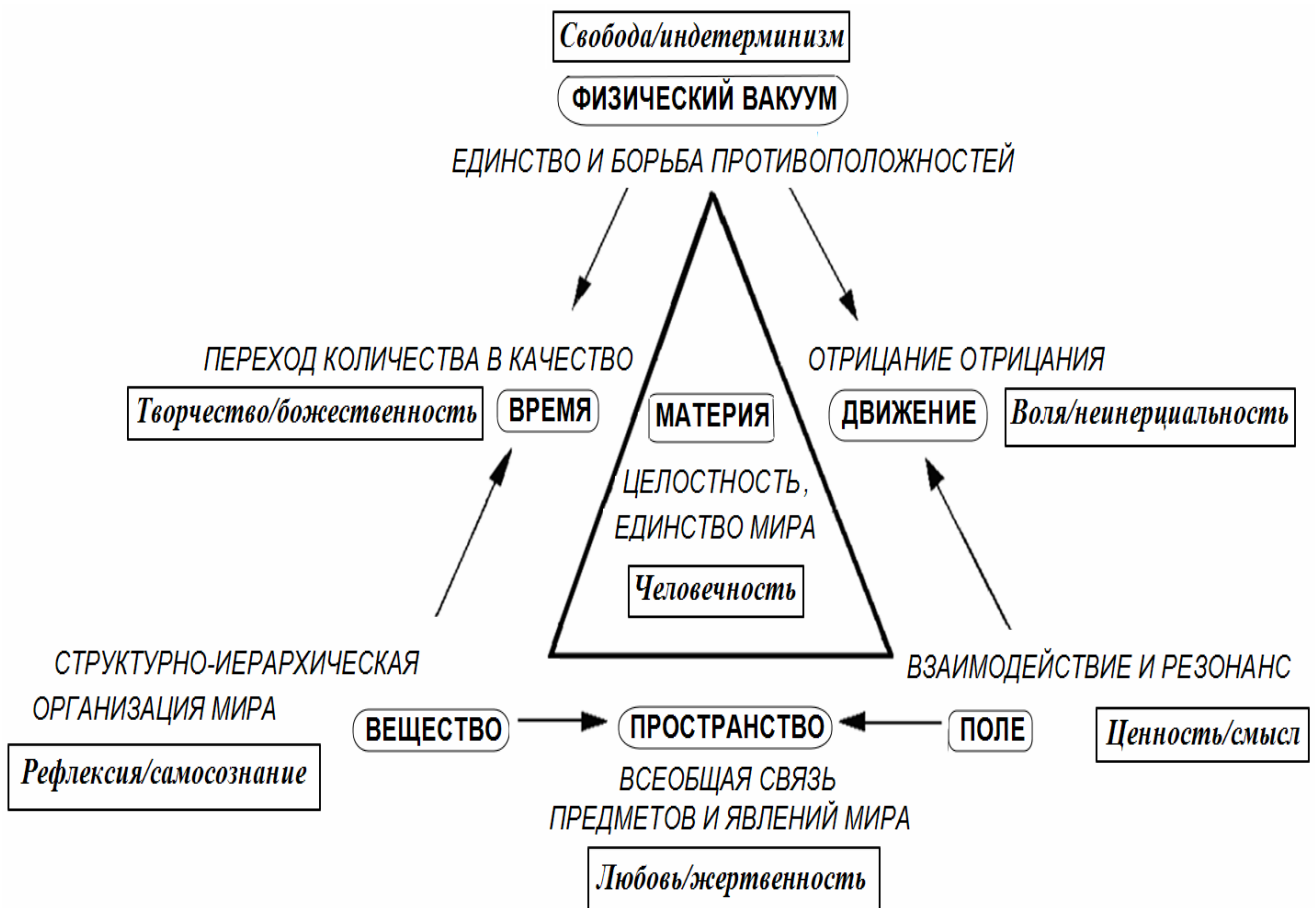 Свобода/индетерминизм
ФИЗИЧЕСКИЙ ВАКУУМ
ЕДИНСТВО И БОРЬБА ПРОТИВОПОЛОЖНОСТЕЙ
ПЕРЕХОД КОЛИЧЕСТВА В КАЧЕСТВО
Творчество/божественность
ВРЕМЯ
МАТЕРИЯ
ЦЕЛОСТНОСТЬ,
ЕДИНСТВО МИРА
Человечность
ОТРИЦАНИЕ ОТРИЦАНИЯ
ДВИЖЕНИЕ
Воля/неинерциальность
СТРУКТУРНО-ИЕРАРХИЧЕСКАЯ
ОРГАНИЗАЦИЯ МИРА
ВЕЩЕСТВО
Рефлексия/самосознание
ПРОСТРАНСТВО
ВСЕОБЩАЯ СВЯЗЬ
ПРЕДМЕТОВ И ЯВЛЕНИЙ МИРА
Любовь/жертвенность
ВЗАИМОДЕЙСТВИЕ И РЕЗОНАНС
ПОЛЕ
Ценность/смысл